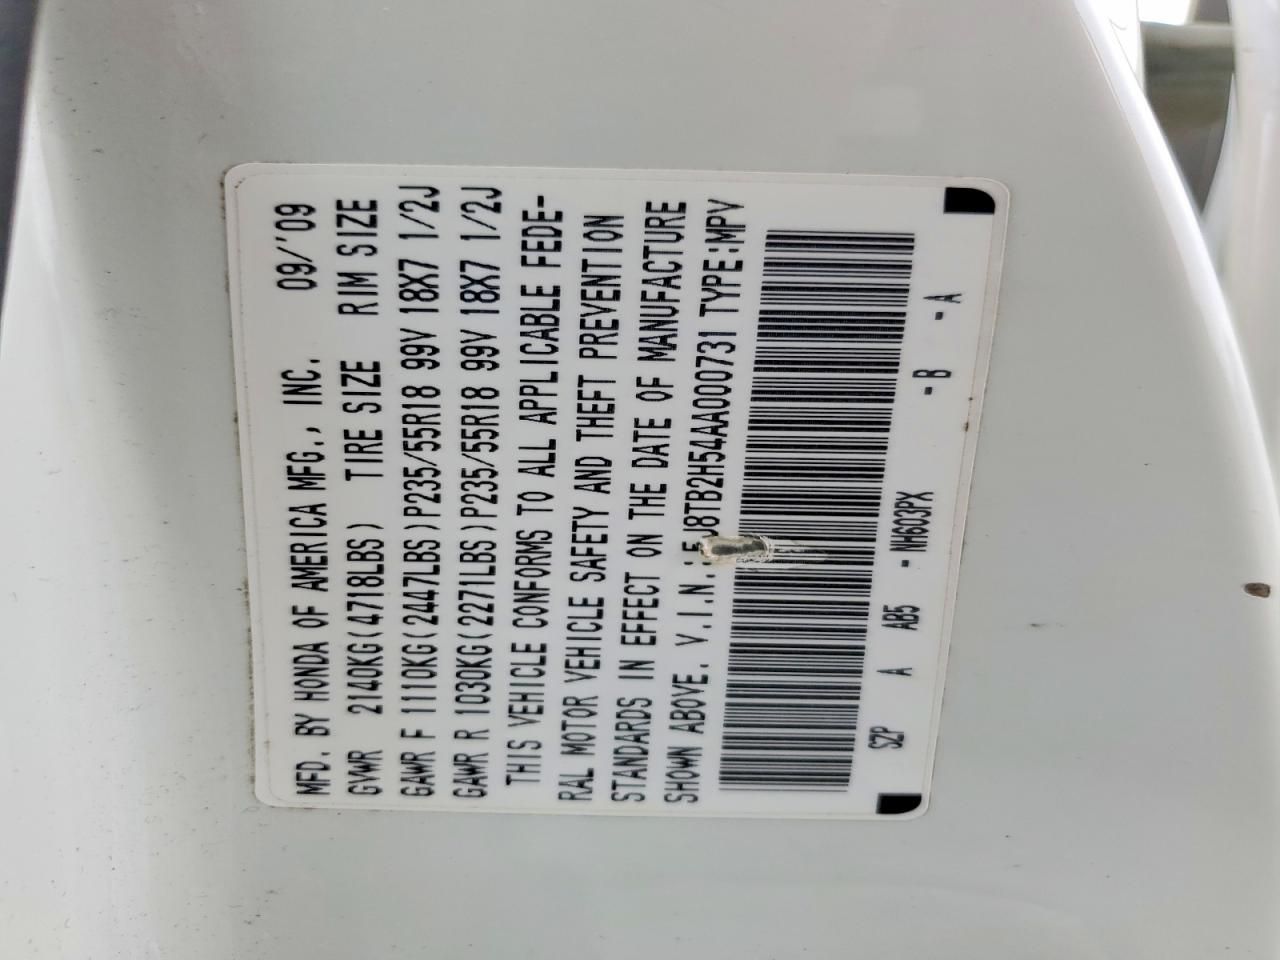 MFD. BY HONDA OF AMERICA MFG., INC. 09/'09
GVWR 2140KG(4718LBS) TIRE SIZE RIM SIZE
GAWR F 1110KG(2447LBS)P235/55R18 99V 18X7 1/2J
GAWR R 1030KG(2271LBS)P235/55R18 99V 18X7 1/2J
THIS VEHICLE CONFORMS TO ALL APPLICABLE FEDE-
RAL MOTOR VEHICLE SAFETY AND THEFT PREVENTION
STANDARDS IN EFFECT ON THE DATE OF MANUFACTURE
SHOWN ABOVE. V.I.N.:5J8TB2H54AA000731 TYPE:MPV
SZP A AB5 - NH603PX - B - A